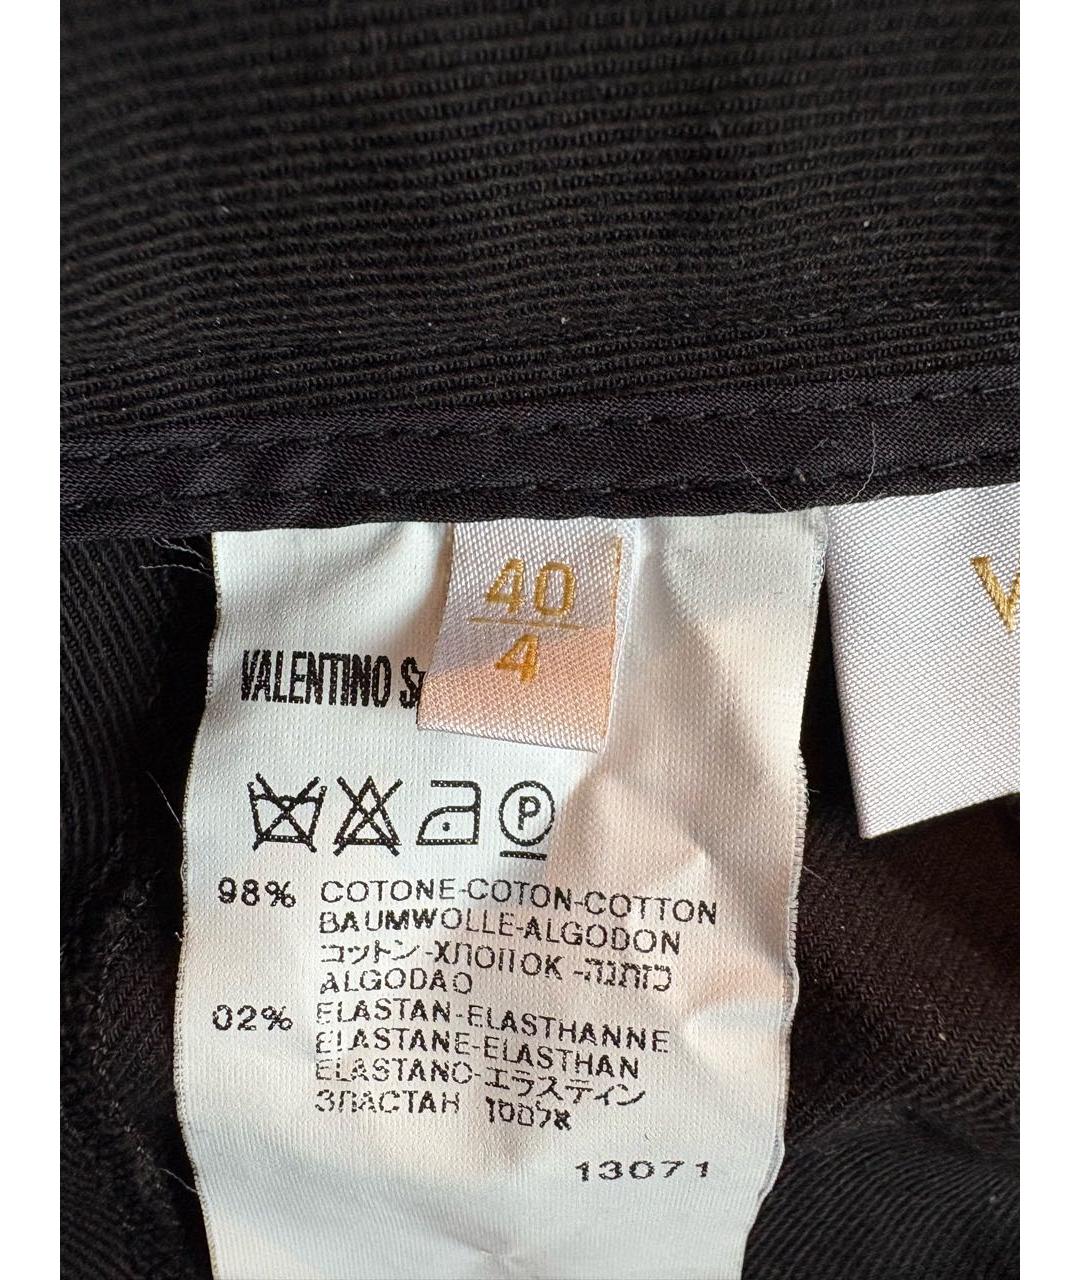 40
4
VALENTINO S
P
98% COTONE-COTON-COTTON
BAUMWOLLE-ALGODON
コットン-ХЛОПОК -כותנה
ALGODAO
02% ELASTAN-ELASTHANNE
ELASTANE-ELASTHAN
ELASTANO-エラスティン
ЭЛАСТАН אלסטן
13071
V